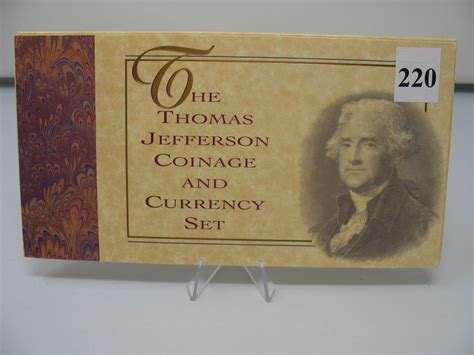 220
The
Thomas
Jefferson
Coinage
and
Currency
Set